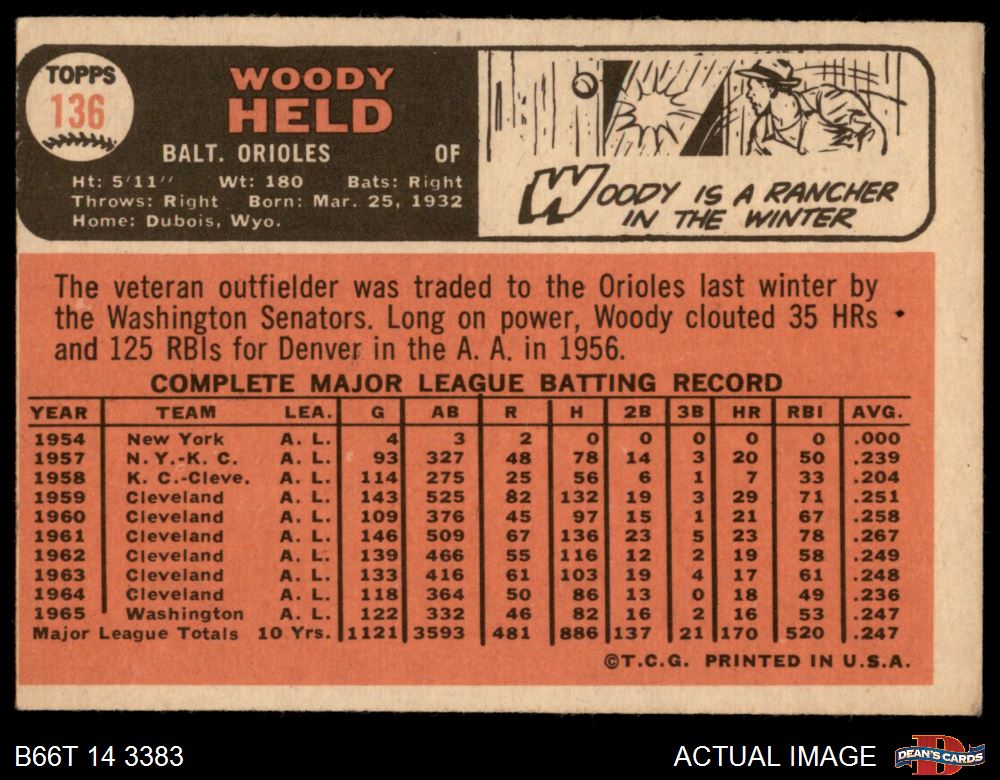 TOPPS
136
WOODY
HELD
BALT. ORIOLES OF
Ht: 5'11" Wt: 180 Bats: Right
Throws: Right Born: Mar. 25, 1932
Home: Dubois, Wyo.
WOODY IS A RANCHER
IN THE WINTER
The veteran outfielder was traded to the Orioles last winter by
the Washington Senators. Long on power, Woody clouted 35 HRs
and 125 RBIs for Denver in the A. A. in 1956.
COMPLETE MAJOR LEAGUE BATTING RECORD
YEAR TEAM LEA. G AB R H 2B 3B HR RBI AVG.
1954 New York A. L. 4 3 2 0 0 0 0 0 .000
1957 N. Y.-K. C. A. L. 93 327 48 78 14 3 20 50 .239
1958 K. C.-Cleve. A. L. 114 275 25 56 6 1 7 33 .204
1959 Cleveland A. L. 143 525 82 132 19 3 29 71 .251
1960 Cleveland A. L. 109 376 45 97 15 1 21 67 .258
1961 Cleveland A. L. 146 509 67 136 23 5 23 78 .267
1962 Cleveland A. L. 139 466 55 116 12 2 19 58 .249
1963 Cleveland A. L. 133 416 61 103 19 4 17 61 .248
1964 Cleveland A. L. 118 364 50 86 13 0 18 49 .236
1965 Washington A. L. 122 332 46 82 16 2 16 53 .247
Major League Totals 10 Yrs. 1121 3593 481 886 137 21 170 520 .247
©T.C.G. PRINTED IN U.S.A.
B66T 14 3383
ACTUAL IMAGE
DEAN'S CARDS